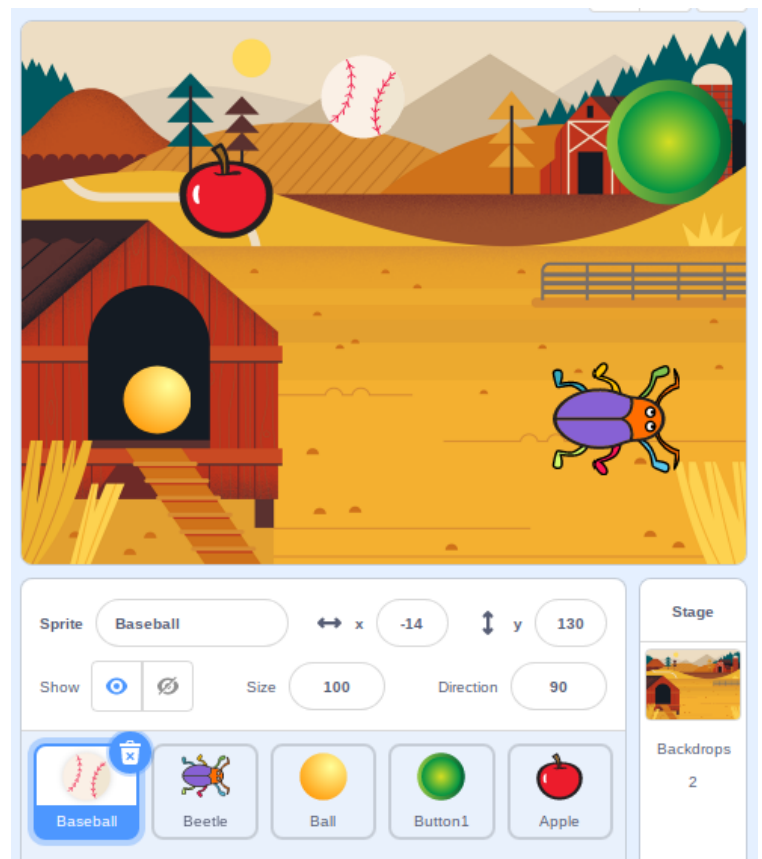 Sprite Baseball x -14 y 130
Show Size 100 Direction 90
Baseball Beetle Ball Button1 Apple
Stage
Backdrops
2